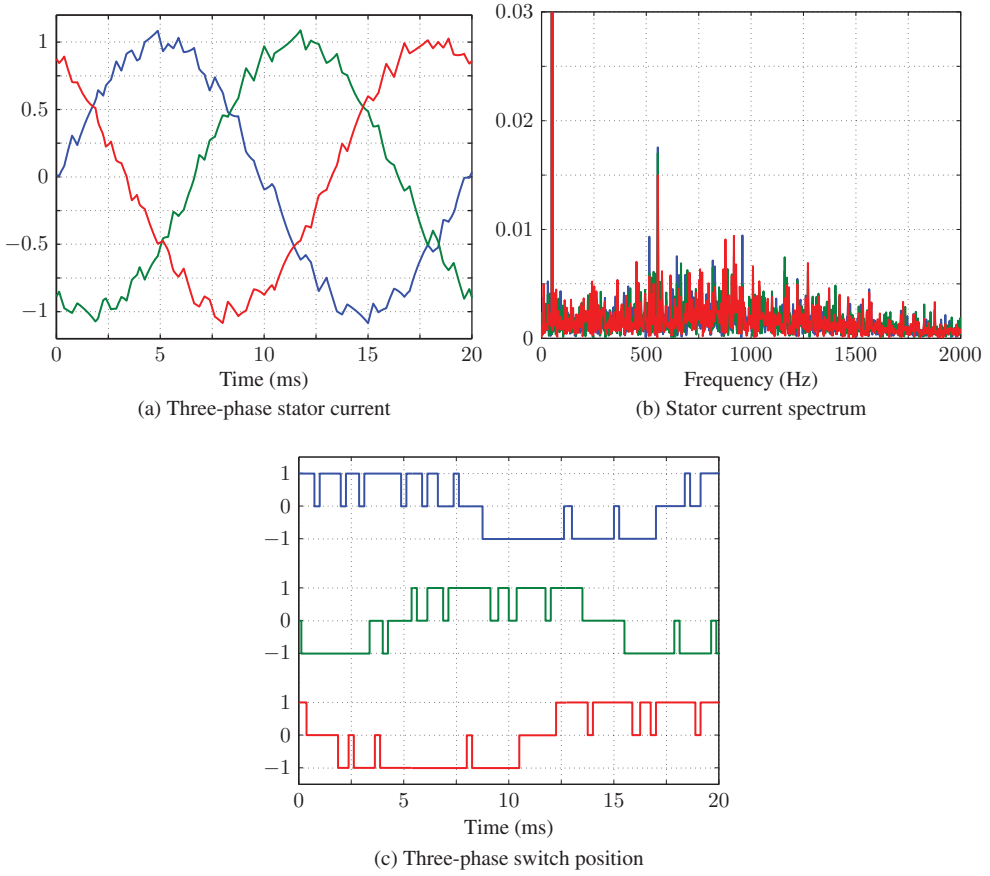 1
0.5
0
−0.5
−1
0 5 10 15 20
Time (ms)
(a) Three-phase stator current
0.03
0.02
0.01
0
0 500 1000 1500 2000
Frequency (Hz)
(b) Stator current spectrum
1
0
−1
1
0
−1
1
0
−1
0 5 10 15 20
Time (ms)
(c) Three-phase switch position